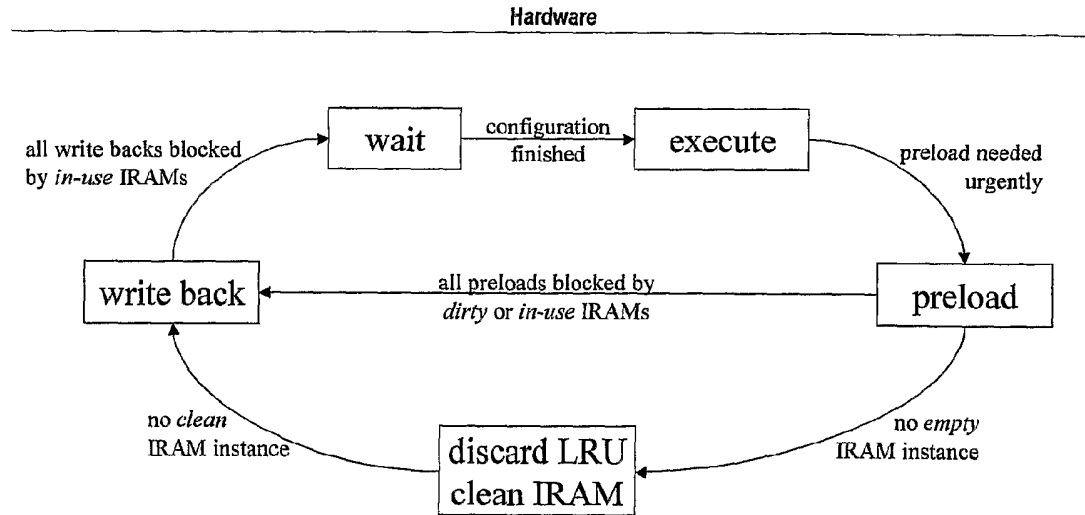 Hardware
wait
configuration
finished
execute
all write backs blocked
by in-use IRAMs
preload needed
urgently
write back
all preloads blocked by
dirty or in-use IRAMs
preload
no clean
IRAM instance
discard LRU
clean IRAM
no empty
IRAM instance